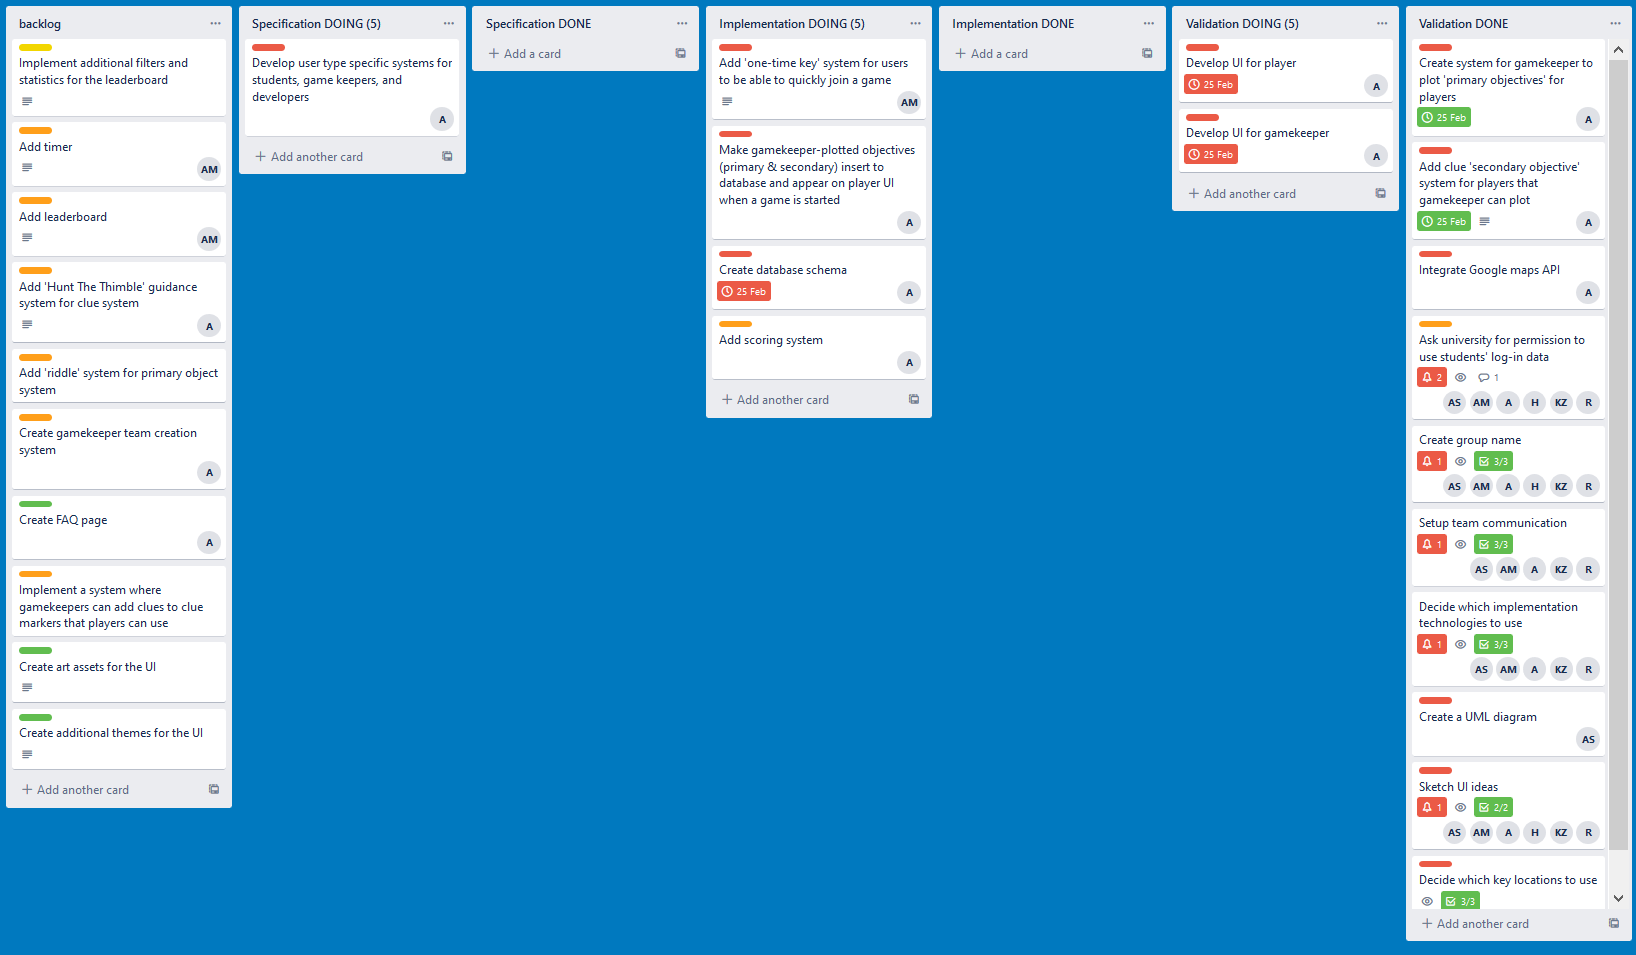 backlog
Implement additional filters and
statistics for the leaderboard
Add timer
AM
Add leaderboard
AM
Add 'Hunt The Thimble' guidance
system for clue system
A
Add 'riddle' system for primary object
system
Create gamekeeper team creation
system
A
Create FAQ page
A
Implement a system where
gamekeepers can add clues to clue
markers that players can use
Create art assets for the UI
Create additional themes for the UI
+ Add another card
Specification DOING (5)
Develop user type specific systems for
students, game keepers, and
developers
A
+ Add another card
Specification DONE
+ Add a card
Implementation DOING (5)
Add 'one-time key' system for users
to be able to quickly join a game
AM
Make gamekeeper-plotted objectives
(primary & secondary) insert to
database and appear on player UI
when a game is started
A
Create database schema
25 Feb
A
Add scoring system
A
+ Add another card
Implementation DONE
+ Add a card
Validation DOING (5)
Develop UI for player
25 Feb
A
Develop UI for gamekeeper
25 Feb
A
+ Add another card
Validation DONE
Create system for gamekeeper to
plot 'primary objectives' for
players
25 Feb
A
Add clue 'secondary objective'
system for players that
gamekeeper can plot
25 Feb
A
Integrate Google maps API
A
Ask university for permission to
use students' log-in data
2 1
AS AM A H KZ R
Create group name
1 3/3
AS AM A H KZ R
Setup team communication
1 3/3
AS AM A KZ R
Decide which implementation
technologies to use
1 3/3
AS AM A KZ R
Create a UML diagram
AS
Sketch UI ideas
1 2/2
AS AM A H KZ R
Decide which key locations to use
3/3
+ Add another card